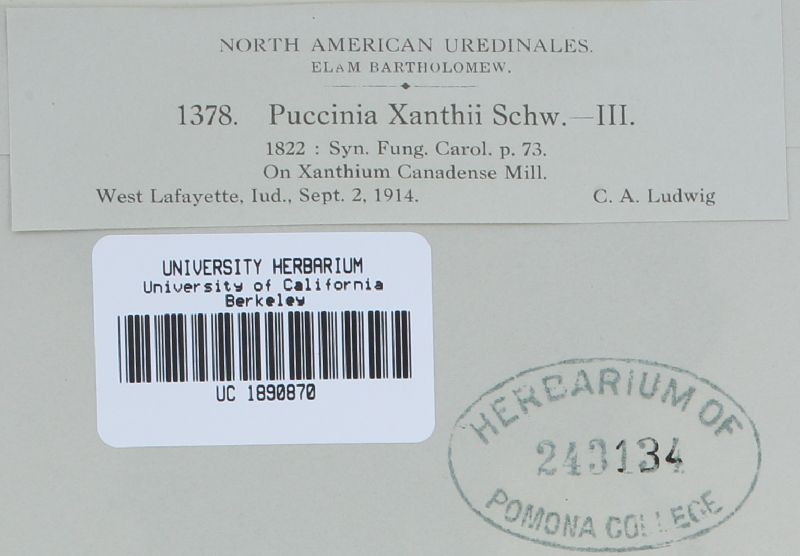 NORTH AMERICAN UREDINALES.
ELAM BARTHOLOMEW.
1378. Puccinia Xanthii Schw.—III.
1822 : Syn. Fung. Carol. p. 73.
On Xanthium Canadense Mill.
West Lafayette, Iud., Sept. 2, 1914. C. A. Ludwig
UNIVERSITY HERBARIUM
University of California
Berkeley
UC 1890870
HERBARIUM OF
243134
POMONA COLLEGE